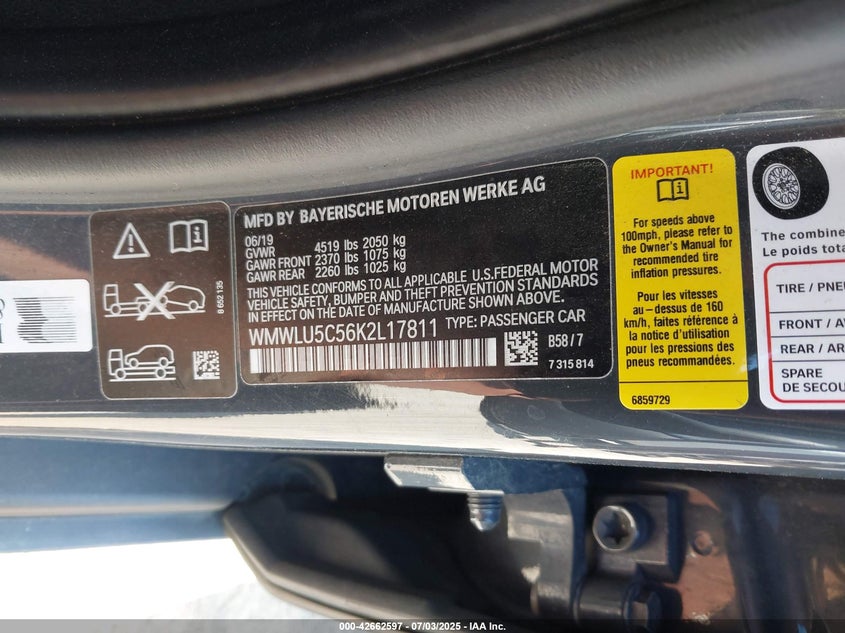 8 652 135
MFD BY BAYERISCHE MOTOREN WERKE AG
06/19
GVWR 4519 lbs 2050 kg
GAWR FRONT 2370 lbs 1075 kg
GAWR REAR 2260 lbs 1025 kg
THIS VEHICLE CONFORMS TO ALL APPLICABLE U.S.FEDERAL MOTOR
VEHICLE SAFETY, BUMPER AND THEFT PREVENTION STANDARDS
IN EFFECT ON THE DATE OF MANUFACTURE SHOWN ABOVE.
WMWLU5C56K2L17811 TYPE: PASSENGER CAR
B58 / 7
7 315 814
IMPORTANT!
For speeds above
100mph, please refer to
the Owner's Manual for
recommended tire
inflation pressures.
Pour les vitesses
au-dessus de 160
km/h, faites référence à
votre notice d'utilisation
pour les pressions des
pneus recommandées.
6859729
The combine
Le poids tota
TIRE / PNE
FRONT / AV
REAR / AR
SPARE
DE SECOU
000-42662597 - 07/03/2025 - IAA Inc.